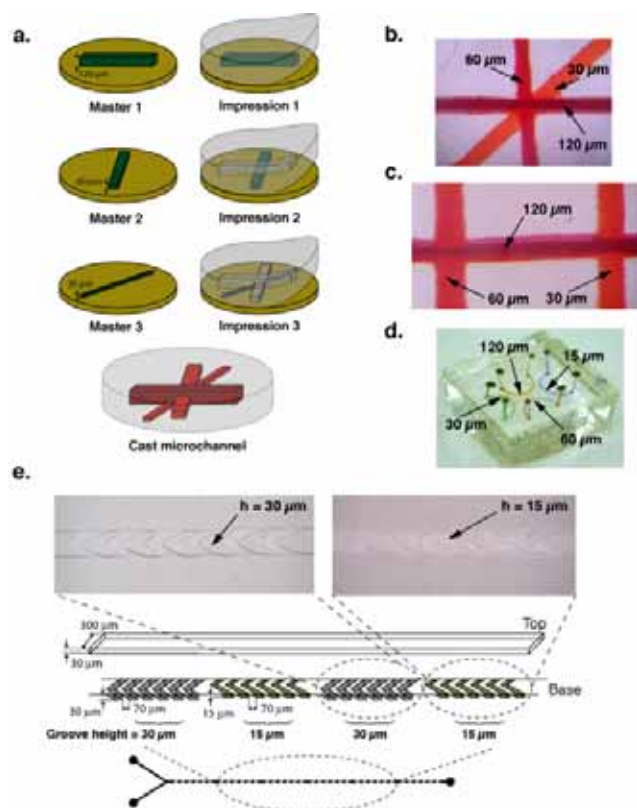 a.
120 µm
Master 1
Impression 1
Master 2
Impression 2
Master 3
Impression 3
Cast microchannel
b.
60 µm
30 µm
120 µm
c.
120 µm
60 µm
30 µm
d.
120 µm
15 µm
30 µm
60 µm
e.
h = 30 µm
h = 15 µm
300 µm
Top
30 µm
Base
30 µm
70 µm
15 µm
70 µm
Groove height = 30 µm
15 µm
30 µm
15 µm